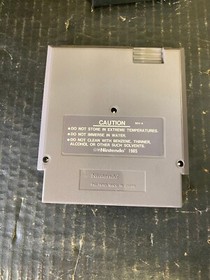 CAUTION
●DO NOT STORE IN EXTREME TEMPERATURES.
●DO NOT IMMERSE IN WATER.
●DO NOT CLEAN WITH BENZENE, THINNER,
ALCOHOL OR OTHER SUCH SOLVENTS.
©Nintendo 1985
Nintendo